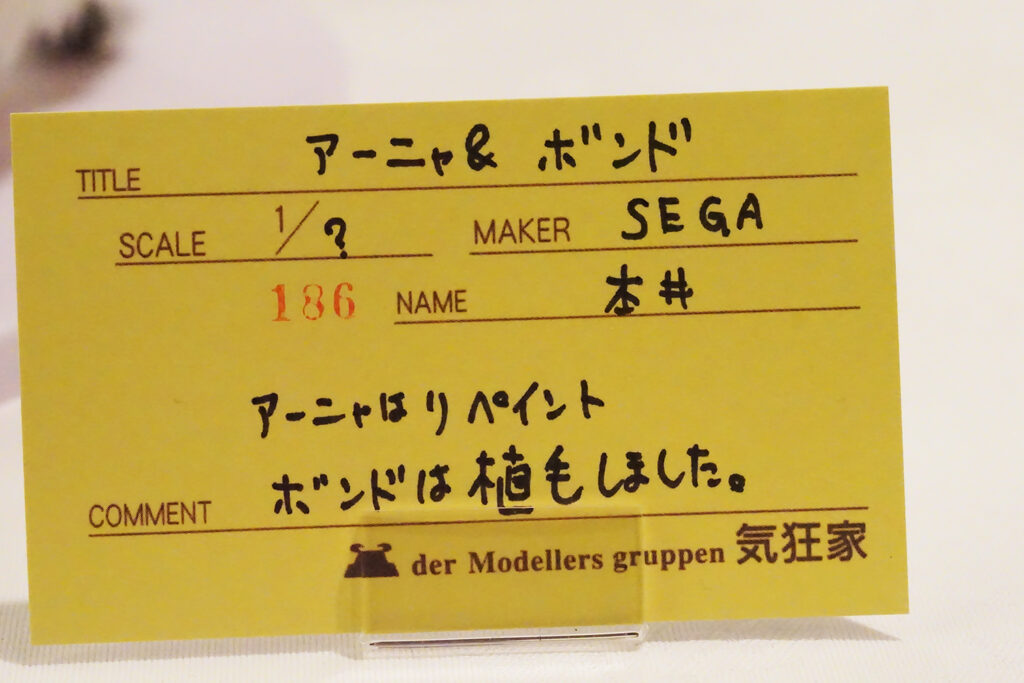 TITLE アーニャ& ボンド
SCALE 1/? MAKER SEGA
186 NAME 本井
アーニャは リペイント
COMMENT ボンドは植毛しました。
der Modellers gruppen 気狂家